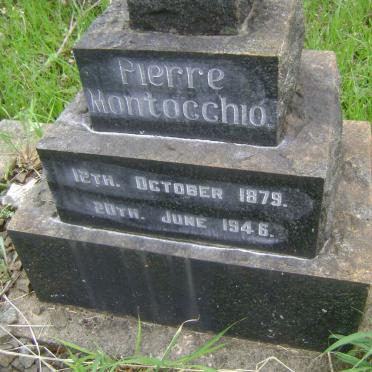 Pierre
Montocchio
12th. October 1879.
20th. June 1946.